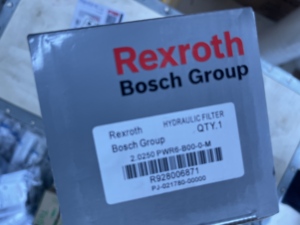 Rexroth
Bosch Group
Rexroth HYDRAULIC FILTER
Bosch Group QTY.1
2.0250 PWR6-B00-0-M
R928006871
PJ-021780-00000